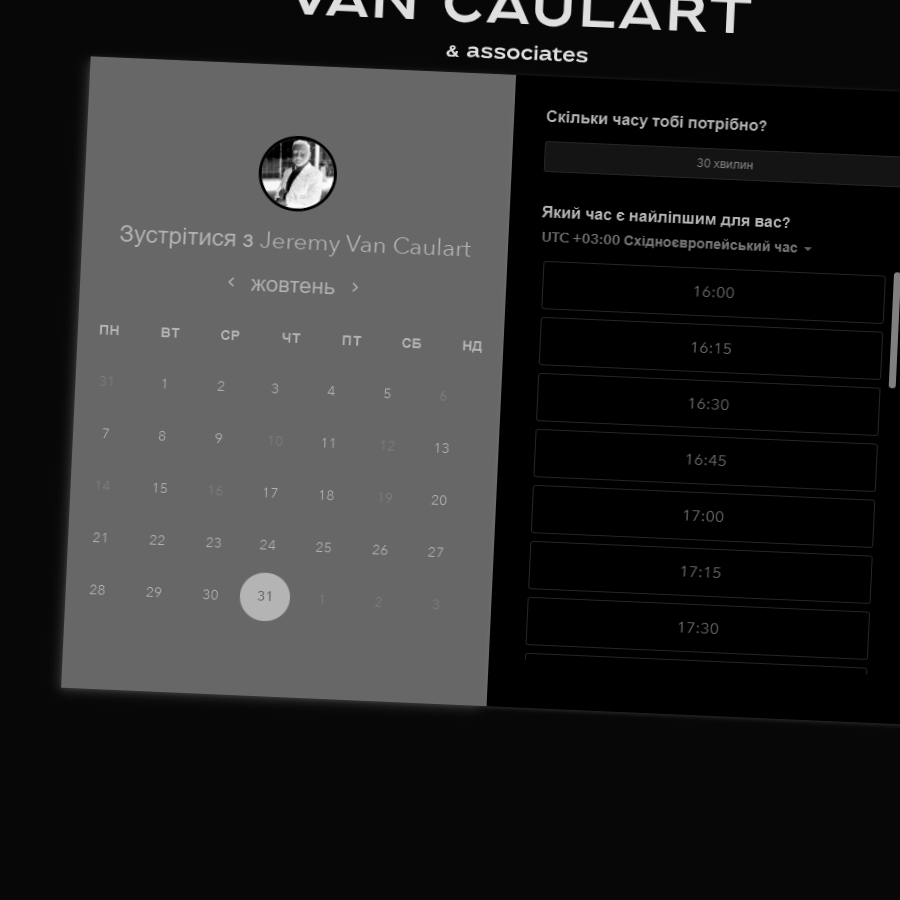 VAN CAULART
& associates
Зустрітися з Jeremy Van Caulart
жовтень
ПН ВТ СР ЧТ ПТ СБ НД
31 1 2 3 4 5 6
7 8 9 10 11 12 13
14 15 16 17 18 19 20
21 22 23 24 25 26 27
28 29 30 31 1 2 3
Скільки часу тобі потрібно?
30 хвилин
Який час є найліпшим для вас?
UTC +03:00 Східноєвропейський час
16:00
16:15
16:30
16:45
17:00
17:15
17:30